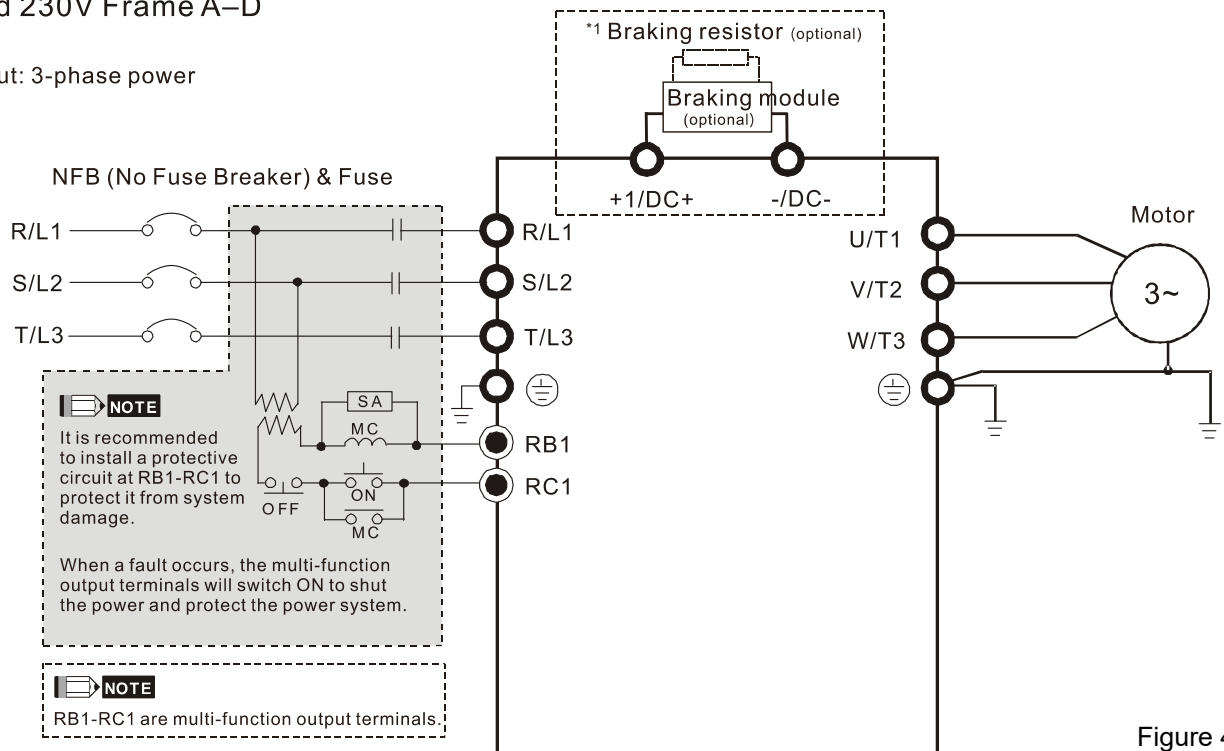 230V Frame A–D
3-phase power
*1 Braking resistor (optional)
Braking module
(optional)
+1/DC+
-/DC-
NFB (No Fuse Breaker) & Fuse
R/L1
S/L2
T/L3
R/L1
S/L2
T/L3
RB1
RC1
U/T1
V/T2
W/T3
Motor
3~
SA
MC
OFF
ON
MC
NOTE
It is recommended
to install a protective
circuit at RB1-RC1 to
protect it from system
damage.
When a fault occurs, the multi-function
output terminals will switch ON to shut
the power and protect the power system.
NOTE
RB1-RC1 are multi-function output terminals.
Figure